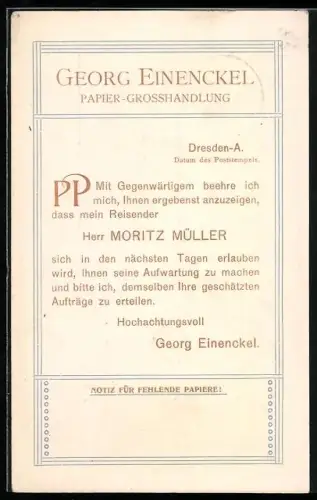 GEORG EINENCKEL
PAPIER-GROSSHANDLUNG
Dresden-A.
Datum des Poststempels.
PP Mit Gegenwärtigem beehre ich
mich, Ihnen ergebenst anzuzeigen,
dass mein Reisender
Herr MORITZ MÜLLER
sich in den nächsten Tagen erlauben
wird, Ihnen seine Aufwartung zu machen
und bitte ich, demselben Ihre geschätzten
Aufträge zu erteilen.
Hochachtungsvoll
Georg Einenckel.
NOTIZ FÜR FEHLENDE PAPIERE: